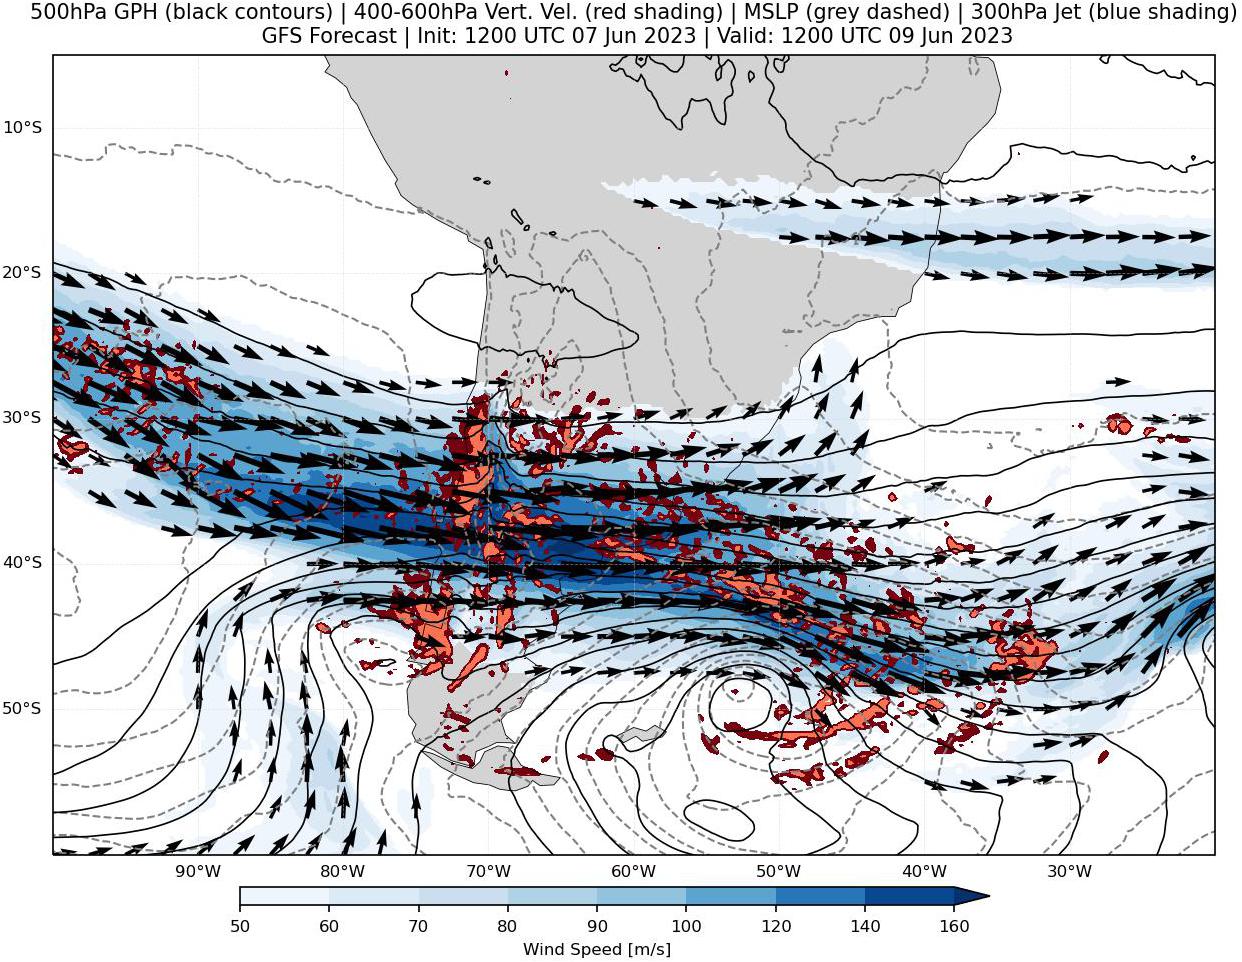 500hPa GPH (black contours) | 400-600hPa Vert. Vel. (red shading) | MSLP (grey dashed) | 300hPa Jet (blue shading)
GFS Forecast | Init: 1200 UTC 07 Jun 2023 | Valid: 1200 UTC 09 Jun 2023
10°S
20°S
30°S
40°S
50°S
90°W 80°W 70°W 60°W 50°W 40°W 30°W
50 60 70 80 90 100 120 140 160
Wind Speed [m/s]